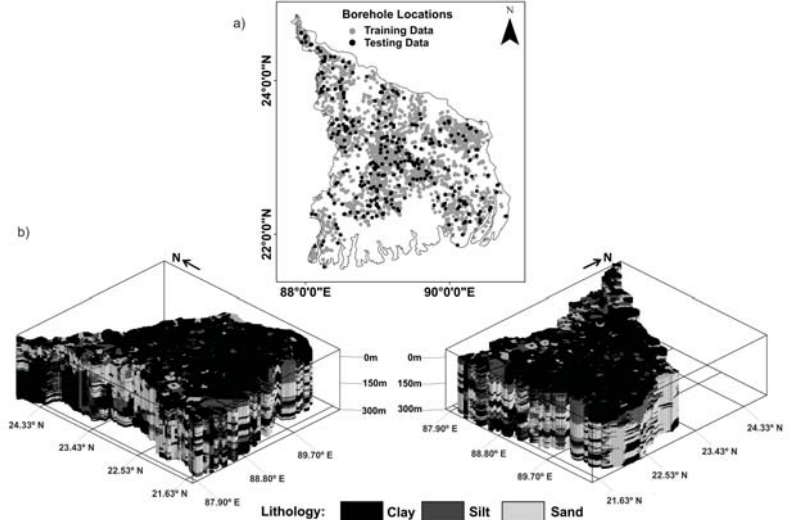 a)
Borehole Locations
Training Data
Testing Data
N
24°0'0"N
22°0'0"N
88°0'0"E
90°0'0"E
b)
N
0m
150m
300m
24.33° N
23.43° N
22.53° N
21.63° N
87.90° E
88.80° E
89.70° E
N
0m
150m
300m
87.90° E
88.80° E
89.70° E
21.63° N
22.53° N
23.43° N
24.33° N
Lithology: Clay Silt Sand